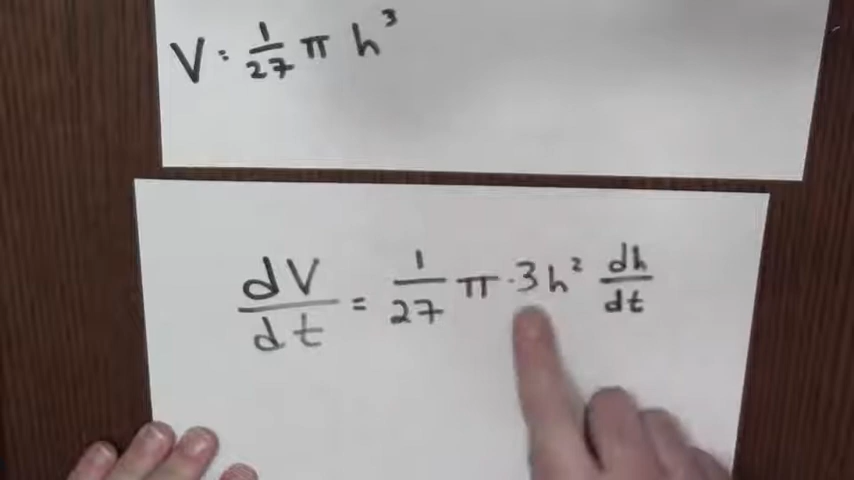 V = 1/27 π h³
dV/dt = 1/27 π · 3h² dh/dt